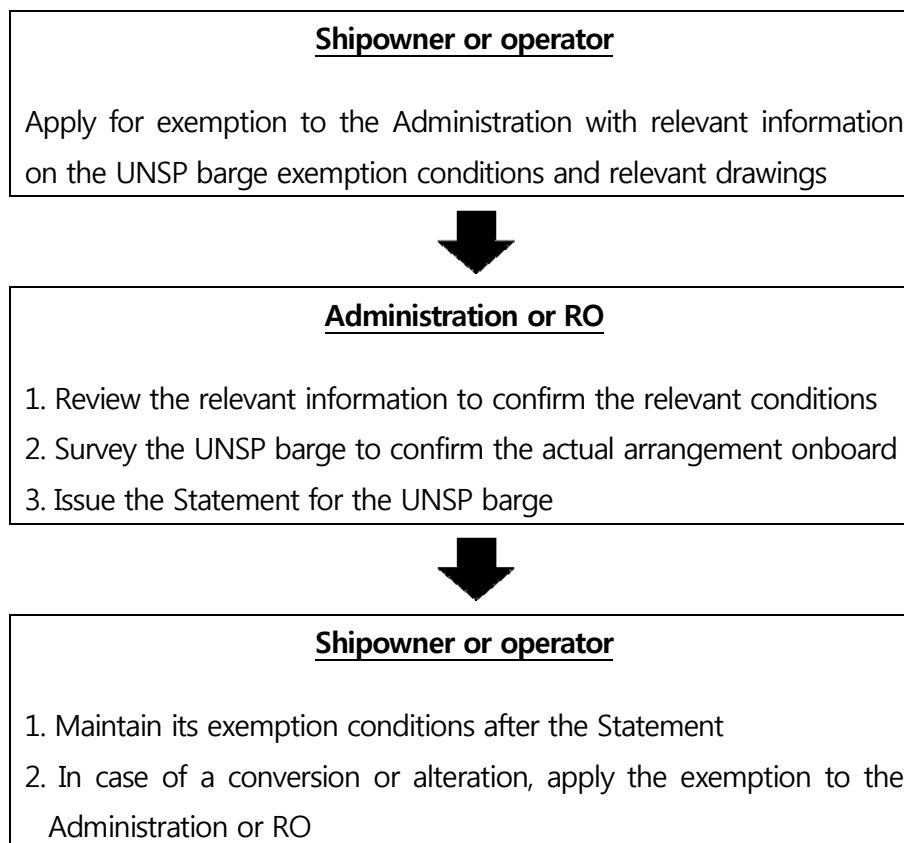 Shipowner or operator
Apply for exemption to the Administration with relevant information
on the UNSP barge exemption conditions and relevant drawings
Administration or RO
1. Review the relevant information to confirm the relevant conditions
2. Survey the UNSP barge to confirm the actual arrangement onboard
3. Issue the Statement for the UNSP barge
Shipowner or operator
1. Maintain its exemption conditions after the Statement
2. In case of a conversion or alteration, apply the exemption to the
Administration or RO